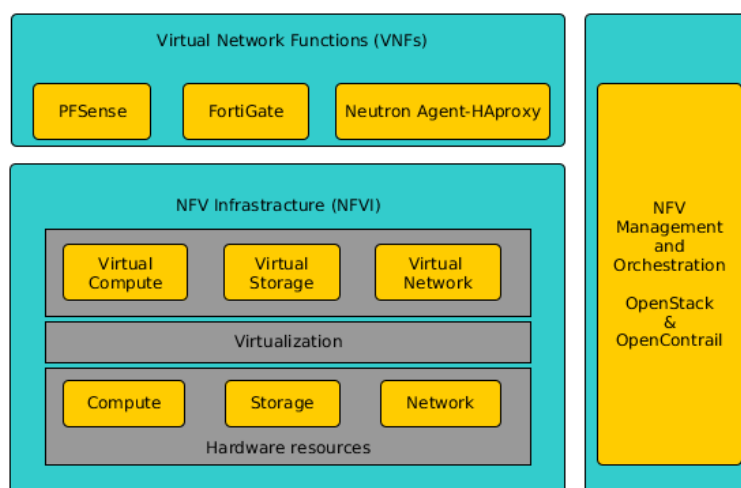 Virtual Network Functions (VNFs)
PFSense
FortiGate
Neutron Agent-HAproxy
NFV Infrastracture (NFVI)
Virtual
Compute
Virtual
Storage
Virtual
Network
Virtualization
Compute
Storage
Network
Hardware resources
NFV
Management
and
Orchestration
OpenStack
&
OpenContrail